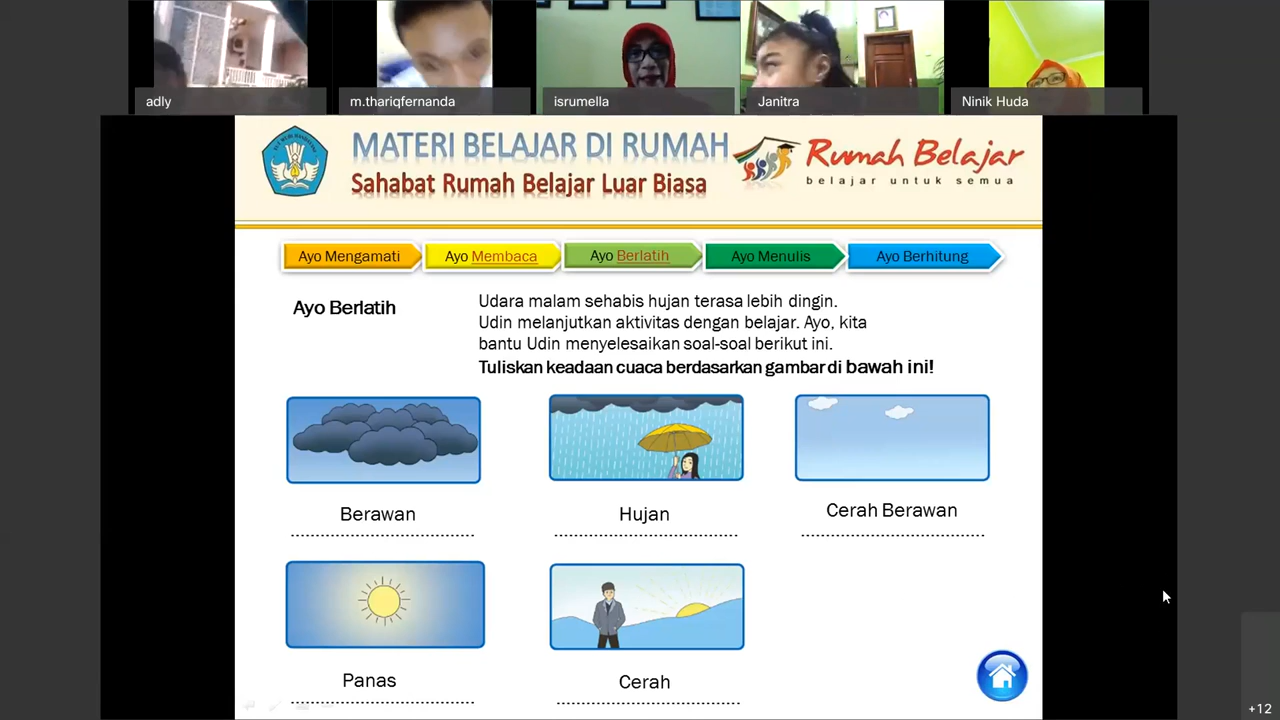 adly
m.thariqfernanda
isrumella
Janitra
Ninik Huda
MATERI BELAJAR DI RUMAH
Sahabat Rumah Belajar Luar Biasa
Rumah Belajar
belajar untuk semua
Ayo Mengamati
Ayo Membaca
Ayo Berlatih
Ayo Menulis
Ayo Berhitung
Ayo Berlatih
Udara malam sehabis hujan terasa lebih dingin.
Udin melanjutkan aktivitas dengan belajar. Ayo, kita
bantu Udin menyelesaikan soal-soal berikut ini.
Tuliskan keadaan cuaca berdasarkan gambar di bawah ini!
Berawan
Hujan
Cerah Berawan
Panas
Cerah
+12